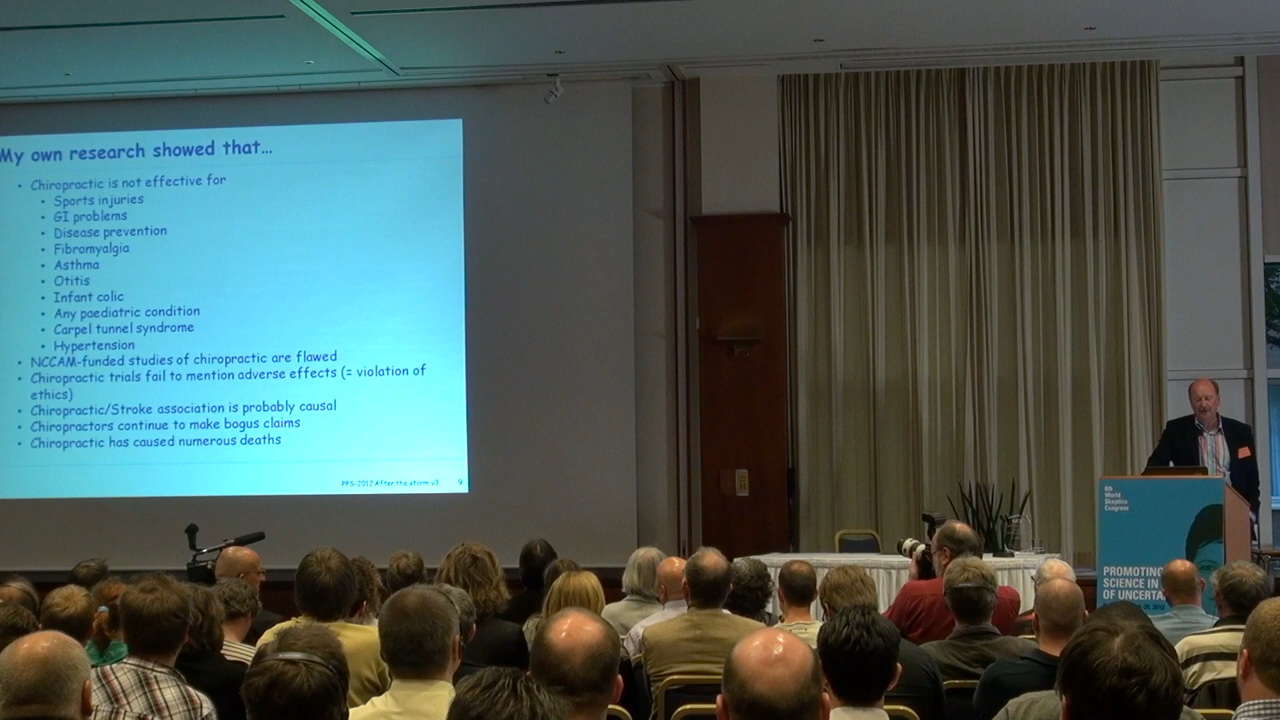 My own research showed that...
• Chiropractic is not effective for
• Sports injuries
• GI problems
• Disease prevention
• Fibromyalgia
• Asthma
• Otitis
• Infant colic
• Any paediatric condition
• Carpel tunnel syndrome
• Hypertension
• NCCAM-funded studies of chiropractic are flawed
• Chiropractic trials fail to mention adverse effects (= violation of
ethics)
• Chiropractic/Stroke association is probably causal
• Chiropractors continue to make bogus claims
• Chiropractic has caused numerous deaths
PPS-2012 After the storm v3 9
6th
World
Skeptics
Congress
PROMOTING
SCIENCE IN
OF UNCERTA
2012